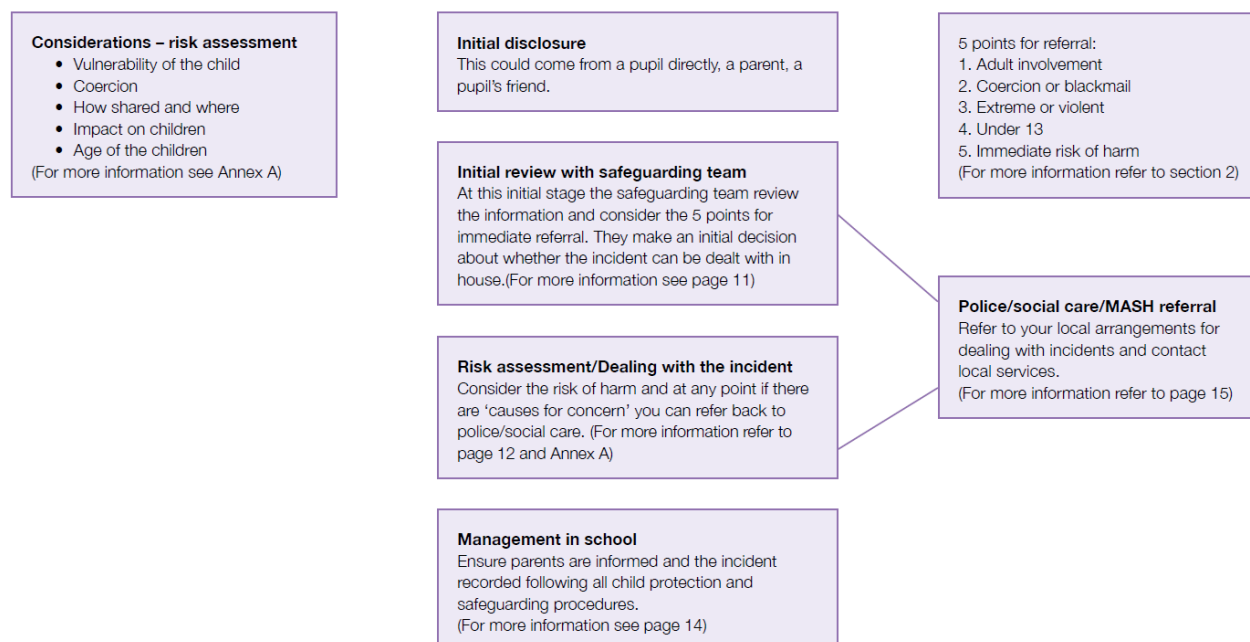 Considerations – risk assessment
• Vulnerability of the child
• Coercion
• How shared and where
• Impact on children
• Age of the children
(For more information see Annex A)
Initial disclosure
This could come from a pupil directly, a parent, a
pupil's friend.
Initial review with safeguarding team
At this initial stage the safeguarding team review
the information and consider the 5 points for
immediate referral. They make an initial decision
about whether the incident can be dealt with in
house.(For more information see page 11)
Risk assessment/Dealing with the incident
Consider the risk of harm and at any point if there
are ‘causes for concern’ you can refer back to
police/social care. (For more information refer to
page 12 and Annex A)
Management in school
Ensure parents are informed and the incident
recorded following all child protection and
safeguarding procedures.
(For more information see page 14)
5 points for referral:
1. Adult involvement
2. Coercion or blackmail
3. Extreme or violent
4. Under 13
5. Immediate risk of harm
(For more information refer to section 2)
Police/social care/MASH referral
Refer to your local arrangements for
dealing with incidents and contact
local services.
(For more information refer to page 15)